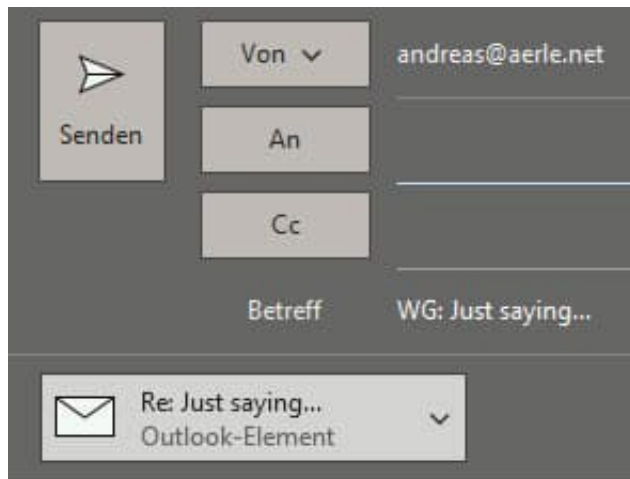 Senden
Von
andreas@aerle.net
An
Cc
Betreff
WG: Just saying...
Re: Just saying...
Outlook-Element